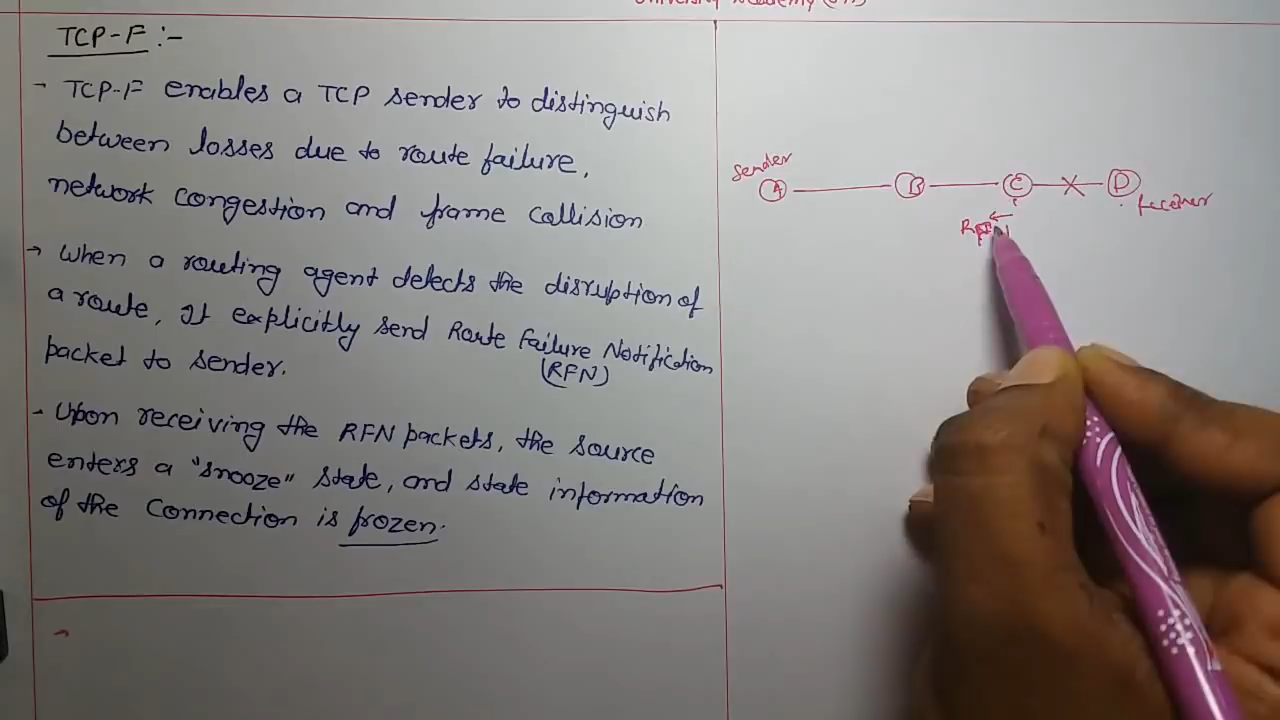 University Academy
TCP-F :-
- TCP-F enables a TCP sender to distinguish
between losses due to route failure,
network congestion and frame collision
→ When a routing agent detects the disruption of
a route, It explicitly send Route Failure Notification
(RFN)
packet to sender.
- Upon receiving the RFN packets, the source
enters a "snooze" state, and state information
of the Connection is frozen.
sender
A B C D
receiver